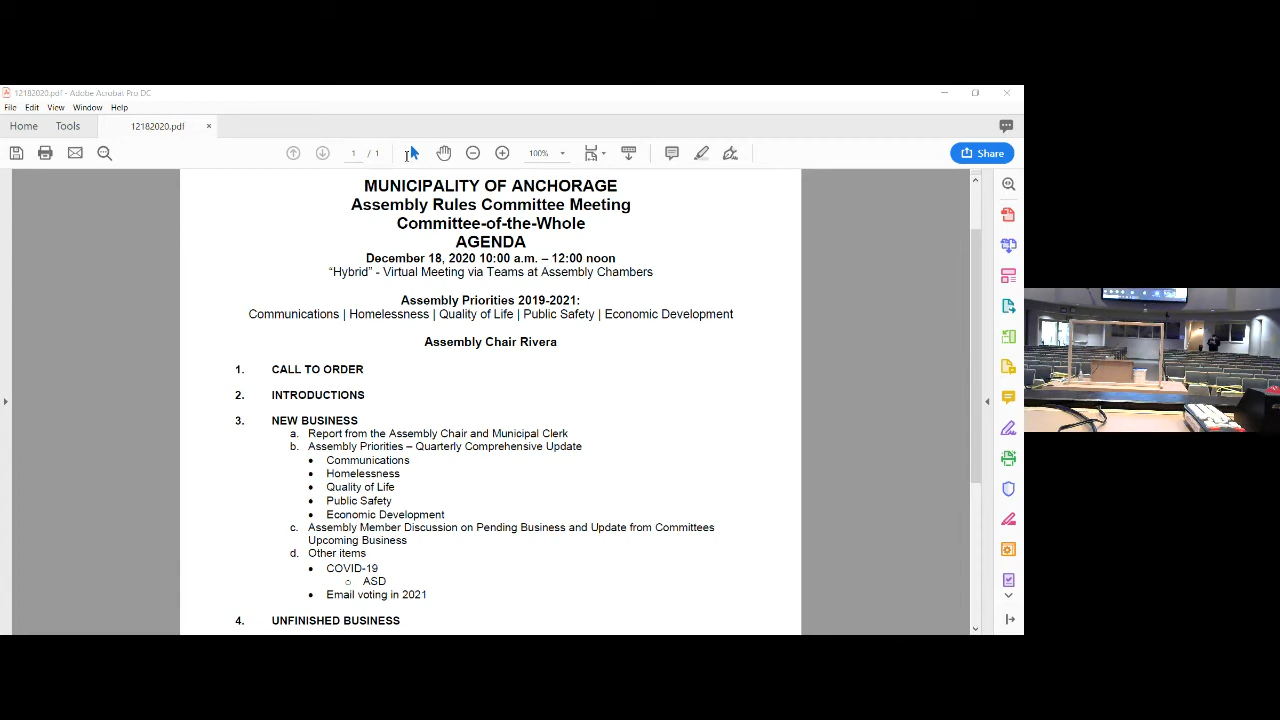 12182020.pdf - Adobe Acrobat Pro DC
File Edit View Window Help
Home Tools 12182020.pdf ×
1 / 1 100% Share
MUNICIPALITY OF ANCHORAGE
Assembly Rules Committee Meeting
Committee-of-the-Whole
AGENDA
December 18, 2020 10:00 a.m. – 12:00 noon
“Hybrid” - Virtual Meeting via Teams at Assembly Chambers
Assembly Priorities 2019-2021:
Communications | Homelessness | Quality of Life | Public Safety | Economic Development
Assembly Chair Rivera
1. CALL TO ORDER
2. INTRODUCTIONS
3. NEW BUSINESS
a. Report from the Assembly Chair and Municipal Clerk
b. Assembly Priorities – Quarterly Comprehensive Update
• Communications
• Homelessness
• Quality of Life
• Public Safety
• Economic Development
c. Assembly Member Discussion on Pending Business and Update from Committees
Upcoming Business
d. Other items
• COVID-19
o ASD
• Email voting in 2021
4. UNFINISHED BUSINESS